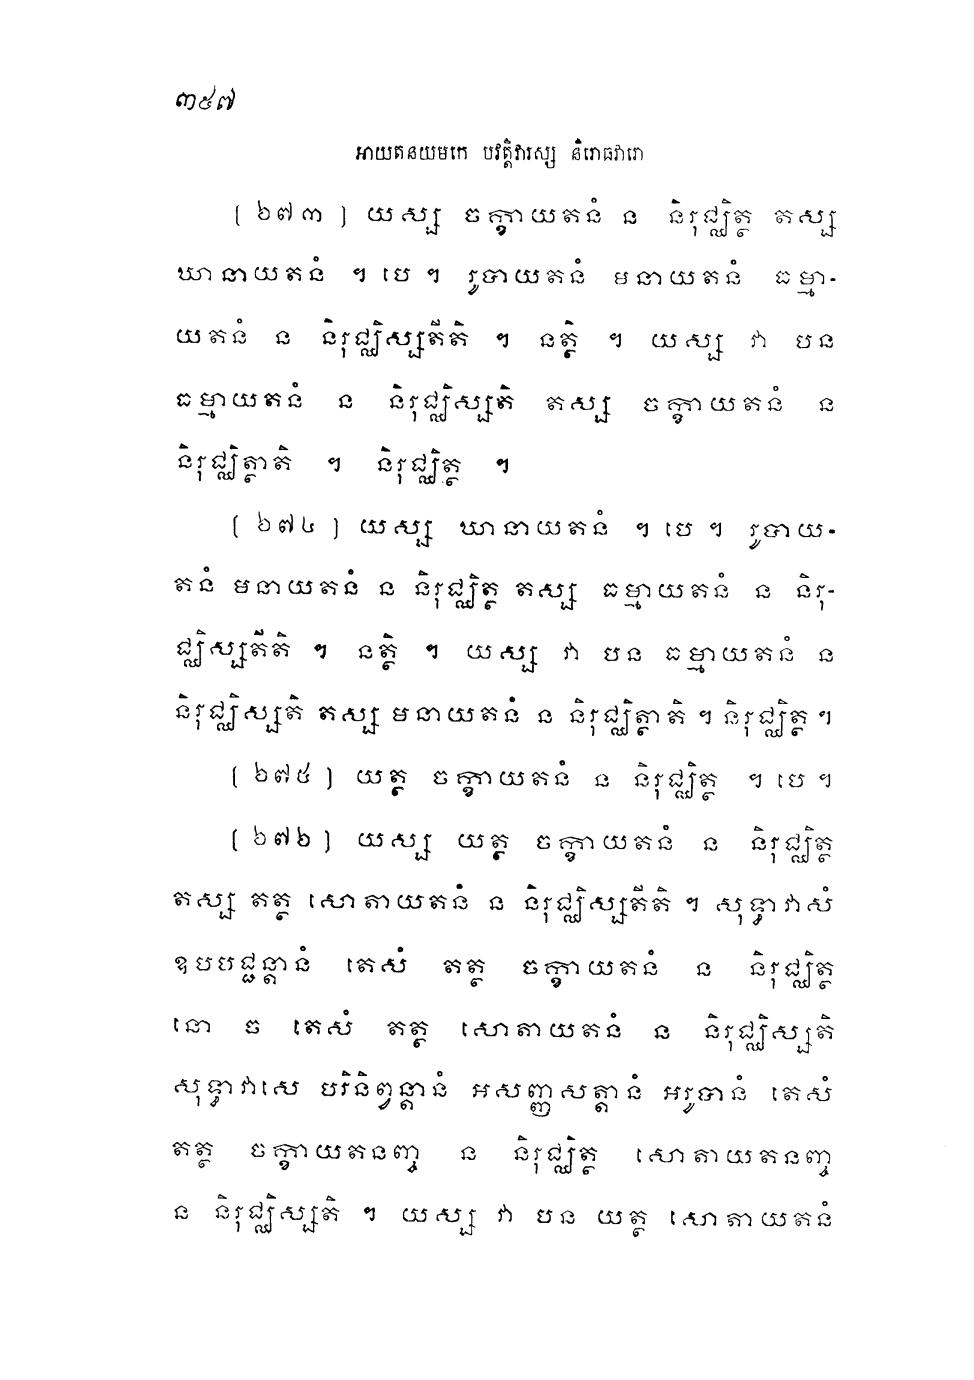 ៣៥៧
អាយតនយមកេ បវត្តិវារស្ស និរោធវារោ
[ ២៧៣ ] យស្ស ចក្ខាយតនំ ន និរុជ្ឈិត្ថ តស្ស
ឃានាយតនំ ។ បេ ។ រូបាយតនំ មនាយតនំ ធម្មា-
យតនំ ន និរុជ្ឈិស្សតីតិ ។ នត្ថិ ។ យស្ស វា បន
ធម្មាយតនំ ន និរុជ្ឈិស្សតិ តស្ស ចក្ខាយតនំ ន
និរុជ្ឈិត្ថាតិ ។ និរុជ្ឈិត្ថ ។
[ ២៧៤ ] យស្ស ឃានាយតនំ ។ បេ ។ រូបាយ-
តនំ មនាយតនំ ន និរុជ្ឈិត្ថ តស្ស ធម្មាយតនំ ន និរុ-
ជ្ឈិស្សតីតិ ។ នត្ថិ ។ យស្ស វា បន ធម្មាយតនំ ន
និរុជ្ឈិស្សតិ តស្ស មនាយតនំ ន និរុជ្ឈិត្ថាតិ ។ និរុជ្ឈិត្ថ ។
[ ២៧៥ ] យត្ថ ចក្ខាយតនំ ន និរុជ្ឈិត្ថ ។ បេ ។
[ ២៧៦ ] យស្ស យត្ថ ចក្ខាយតនំ ន និរុជ្ឈិត្ថ
តស្ស តត្ថ សោតាយតនំ ន និរុជ្ឈិស្សតីតិ ។ សុទ្ធាវាសំ
ឧបបជ្ជន្តានំ តេសំ តត្ថ ចក្ខាយតនំ ន និរុជ្ឈិត្ថ
នោ ច តេសំ តត្ថ សោតាយតនំ ន និរុជ្ឈិស្សតិ
សុទ្ធាវាសេ បរិនិព្វន្តានំ អសញ្ញសត្តានំ អរូបានំ តេសំ
តត្ថ ចក្ខាយតនញ្ច ន និរុជ្ឈិត្ថ សោតាយតនញ្ច
ន និរុជ្ឈិស្សតិ ។ យស្ស វា បន យត្ថ សោតាយតនំ